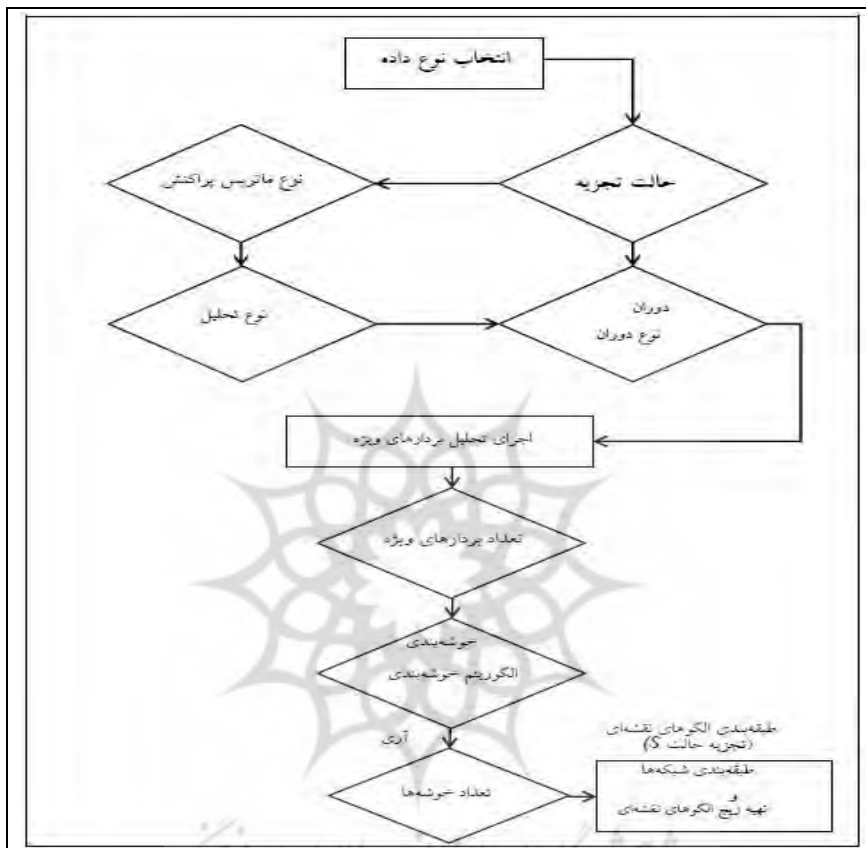 انتخاب نوع داده
حالت تجزیه
نوع ماتریس پراکنش
نوع تحلیل
دوران
نوع دوران
اجرای تحلیل بردارهای ویژه
تعداد بردارهای ویژه
خوشه‌بندی
الگوریتم خوشه‌بندی
آری
تعداد خوشه‌ها
طبقه‌بندی الگوهای نقشه‌ای
(تجزیه حالت S)
طبقه‌بندی شبکه‌ها
و
تهیه زیج الگوهای نقشه‌ای